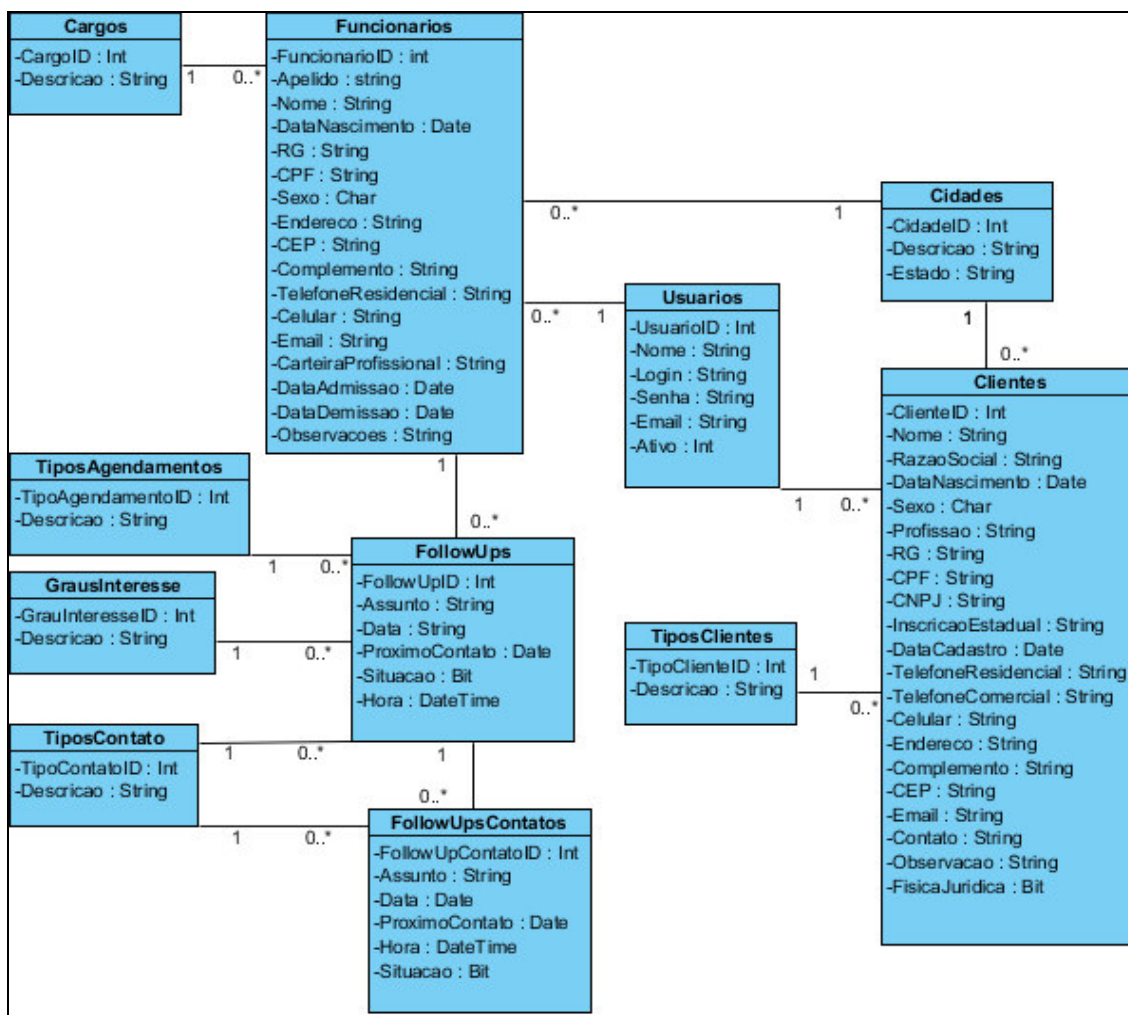 Cargos
-CargoID : Int
-Descricao : String
1
0..*
Funcionarios
-FuncionarioID : int
-Apelido : string
-Nome : String
-DataNascimento : Date
-RG : String
-CPF : String
-Sexo : Char
-Endereco : String
-CEP : String
-Complemento : String
-TelefoneResidencial : String
-Celular : String
-Email : String
-CarteiraProfissional : String
-DataAdmissao : Date
-DataDemissao : Date
-Observacoes : String
0..*
1
Cidades
-CidadeID : Int
-Descricao : String
-Estado : String
0..*
1
Usuarios
-UsuarioID : Int
-Nome : String
-Login : String
-Senha : String
-Email : String
-Ativo : Int
1
0..*
1
0..*
Clientes
-ClienteID : Int
-Nome : String
-RazaoSocial : String
-DataNascimento : Date
-Sexo : Char
-Profissao : String
-RG : String
-CPF : String
-CNPJ : String
-InscricaoEstadual : String
-DataCadastro : Date
-TelefoneResidencial : String
-TelefoneComercial : String
-Celular : String
-Endereco : String
-Complemento : String
-CEP : String
-Email : String
-Contato : String
-Observacao : String
-FisicaJuridica : Bit
TiposAgendamentos
-TipoAgendamentoID : Int
-Descricao : String
1
0..*
1
0..*
FollowUps
-FollowUpID : Int
-Assunto : String
-Data : String
-ProximoContato : Date
-Situacao : Bit
-Hora : DateTime
GrausInteresse
-GrauInteresseID : Int
-Descricao : String
1
0..*
TiposClientes
-TipoClienteID : Int
-Descricao : String
1
0..*
TiposContato
-TipoContatoID : Int
-Descricao : String
1
0..*
1
0..*
1
0..*
FollowUpsContatos
-FollowUpContatoID : Int
-Assunto : String
-Data : Date
-ProximoContato : Date
-Hora : DateTime
-Situacao : Bit